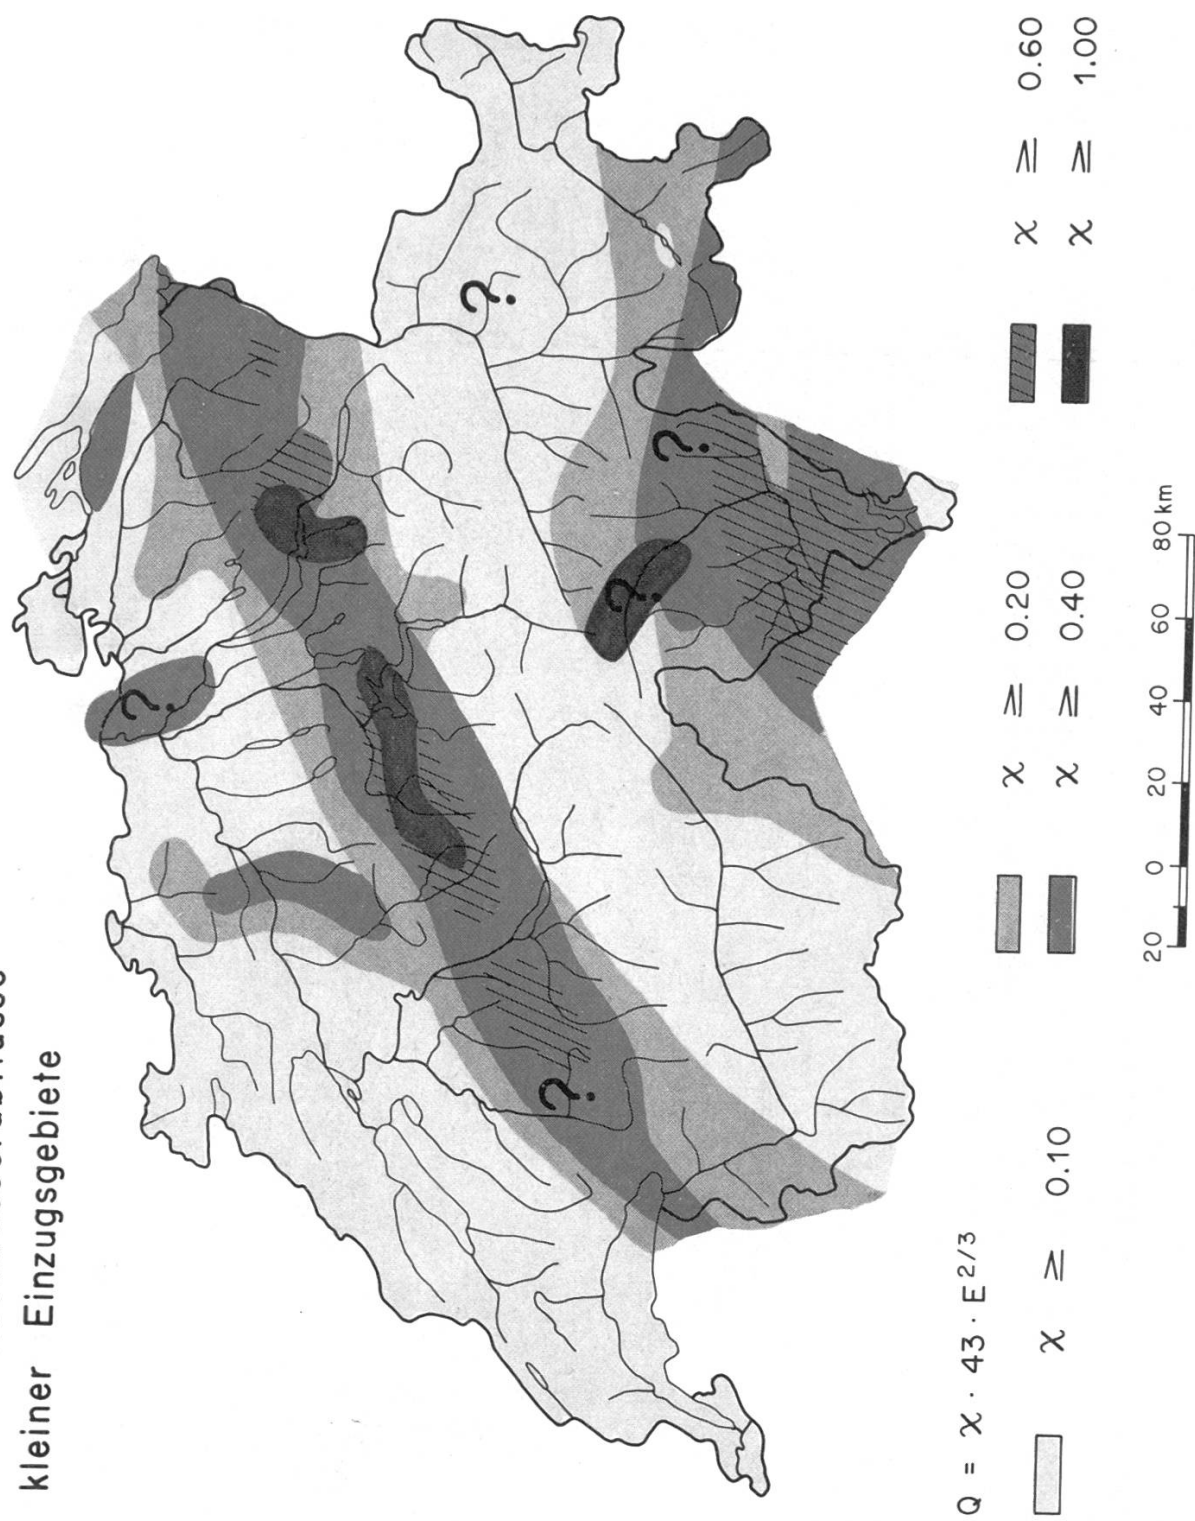 kleiner Einzugsgebiete
?
?
?
?
?
Q = χ · 43 · E 2/3
χ ≥ 0.10
χ ≥ 0.20
χ ≥ 0.60
χ ≥ 0.40
χ ≥ 1.00
20 0 20 40 60 80 km